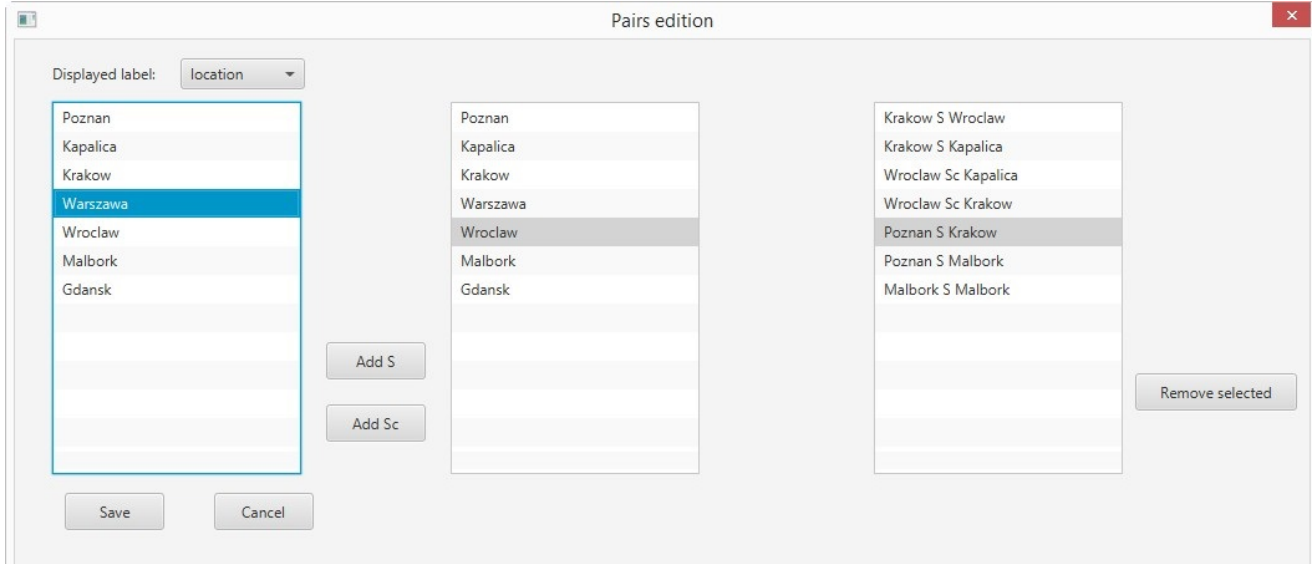 Pairs edition
Displayed label: location
Poznan
Kapalica
Krakow
Warszawa
Wroclaw
Malbork
Gdansk
Add S
Add Sc
Poznan
Kapalica
Krakow
Warszawa
Wroclaw
Malbork
Gdansk
Krakow S Wroclaw
Krakow S Kapalica
Wroclaw Sc Kapalica
Wroclaw Sc Krakow
Poznan S Krakow
Poznan S Malbork
Malbork S Malbork
Remove selected
Save
Cancel